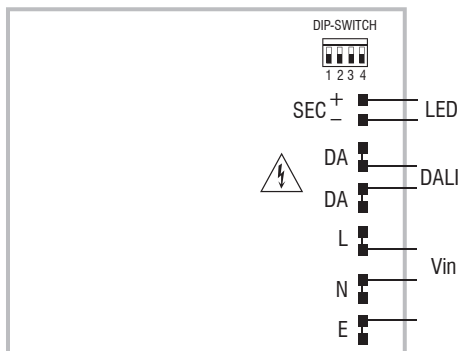 DIP-SWITCH
1 2 3 4
SEC + −
LED
DA
DALI
DA
L
Vin
N
E